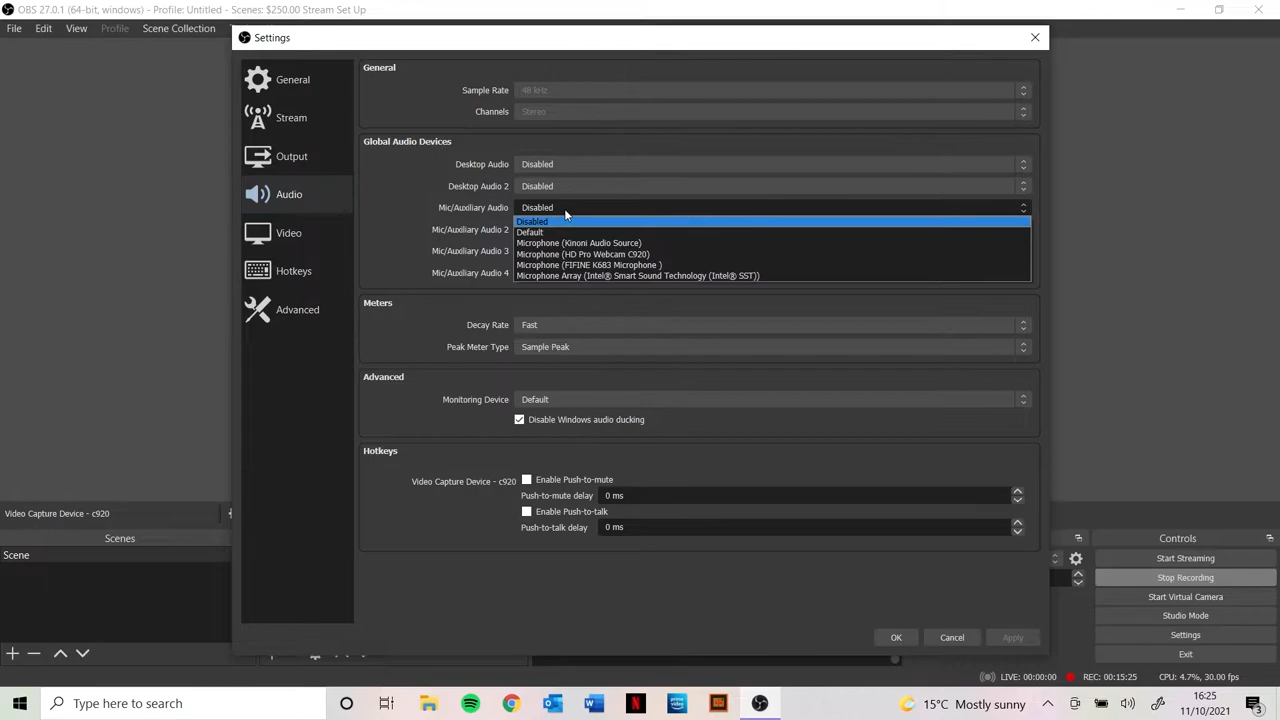 OBS 27.0.1 (64-bit, windows) - Profile: Untitled - Scenes: $250.00 Stream Set Up
File Edit View Profile Scene Collection
Settings
General
Stream
Output
Audio
Video
Hotkeys
Advanced
General
Sample Rate 48 kHz
Channels Stereo
Global Audio Devices
Desktop Audio Disabled
Desktop Audio 2 Disabled
Mic/Auxiliary Audio Disabled
Disabled
Default
Microphone (Kinoni Audio Source)
Microphone (HD Pro Webcam C920)
Microphone (FIFINE K683 Microphone )
Microphone Array (Intel® Smart Sound Technology (Intel® SST))
Mic/Auxiliary Audio 2
Mic/Auxiliary Audio 3
Mic/Auxiliary Audio 4
Meters
Decay Rate Fast
Peak Meter Type Sample Peak
Advanced
Monitoring Device Default
Disable Windows audio ducking
Hotkeys
Video Capture Device - c920 Enable Push-to-mute
Push-to-mute delay 0 ms
Enable Push-to-talk
Push-to-talk delay 0 ms
OK Cancel Apply
Video Capture Device - c920
Scenes
Scene
Controls
Start Streaming
Stop Recording
Start Virtual Camera
Studio Mode
Settings
Exit
LIVE: 00:00:00 REC: 00:15:25 CPU: 4.7%, 30.00 fps
Type here to search
15°C Mostly sunny
16:25
11/10/2021
3